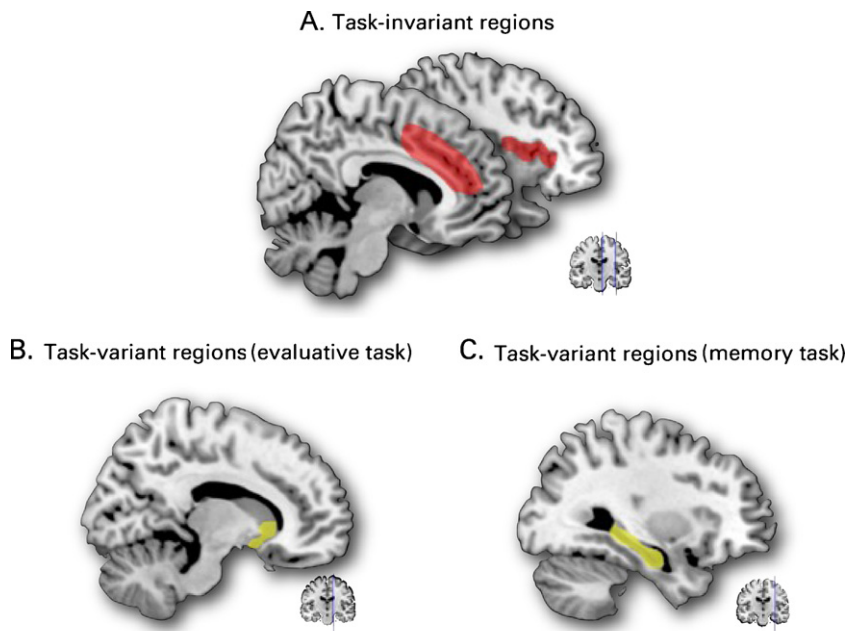 A. Task-invariant regions
B. Task-variant regions (evaluative task)
C. Task-variant regions (memory task)